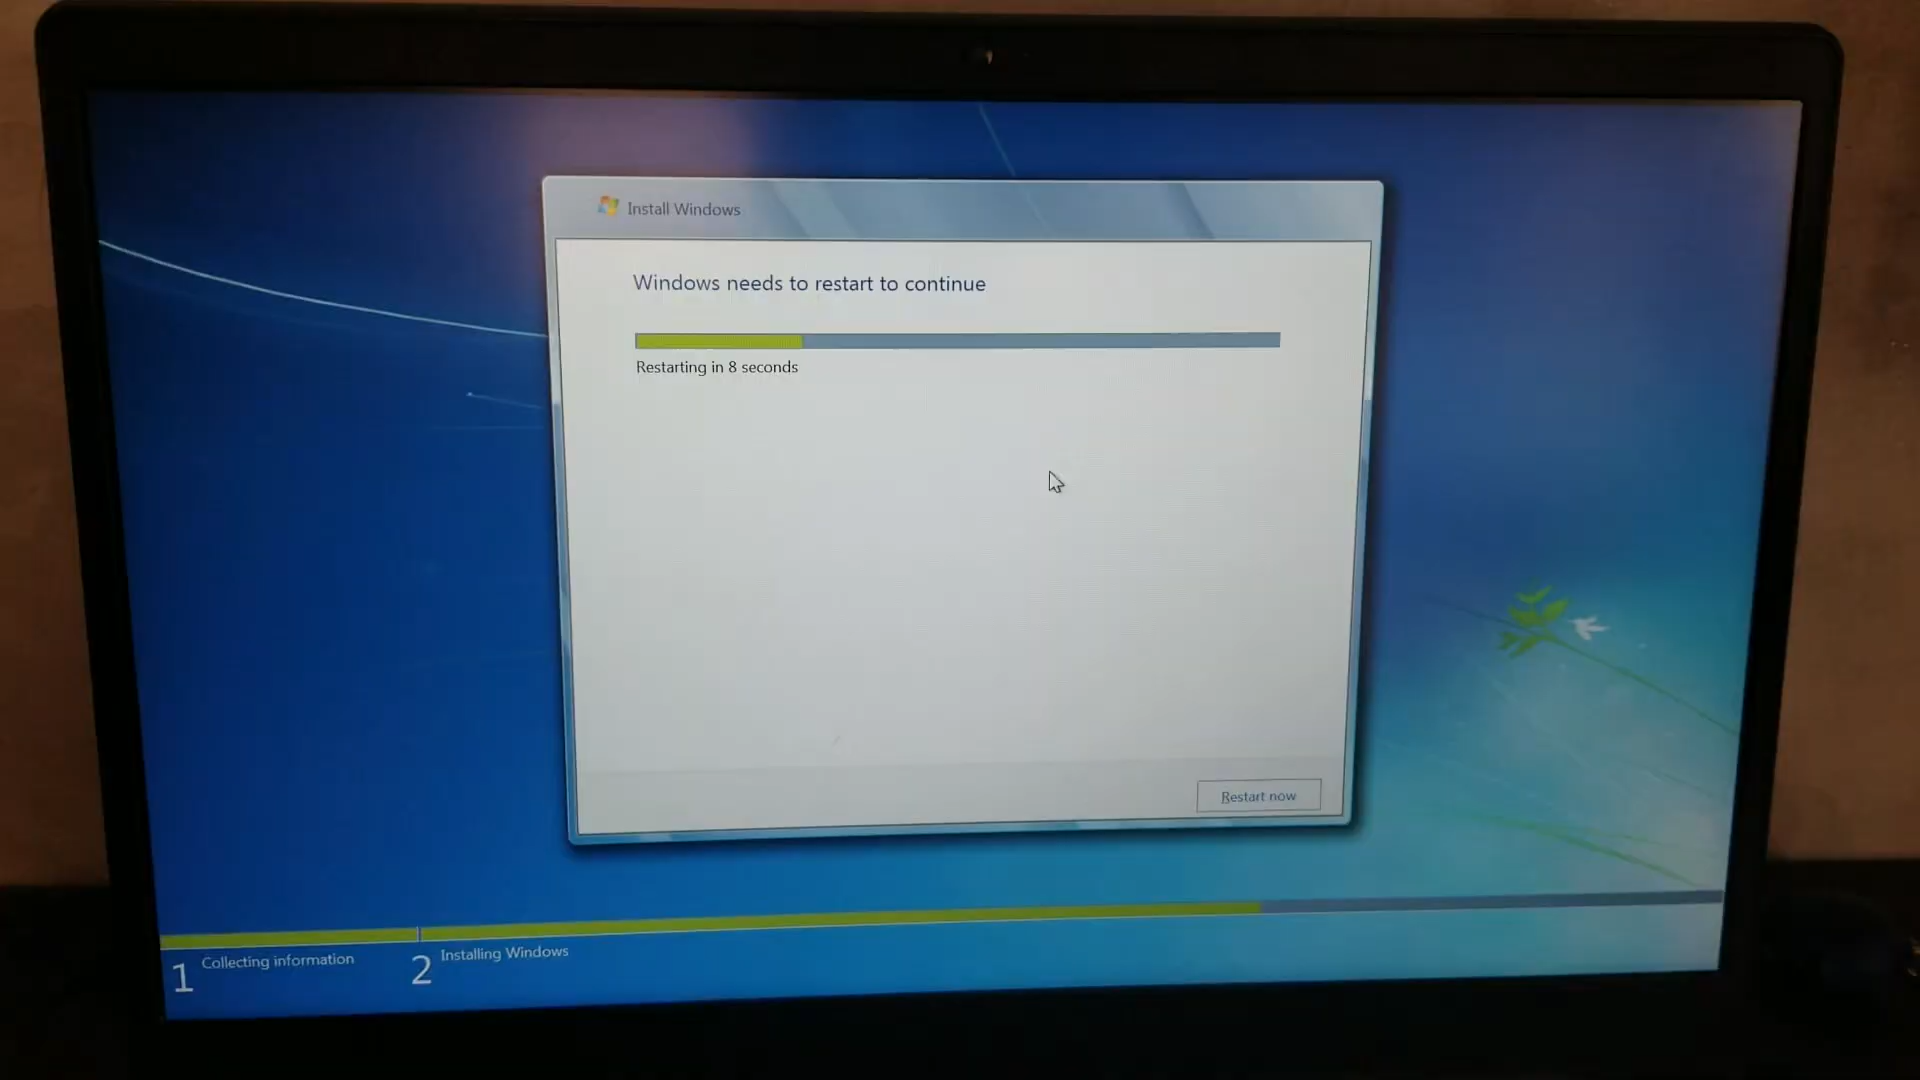 Install Windows
Windows needs to restart to continue
Restarting in 8 seconds
Restart now
1 Collecting information
2 Installing Windows